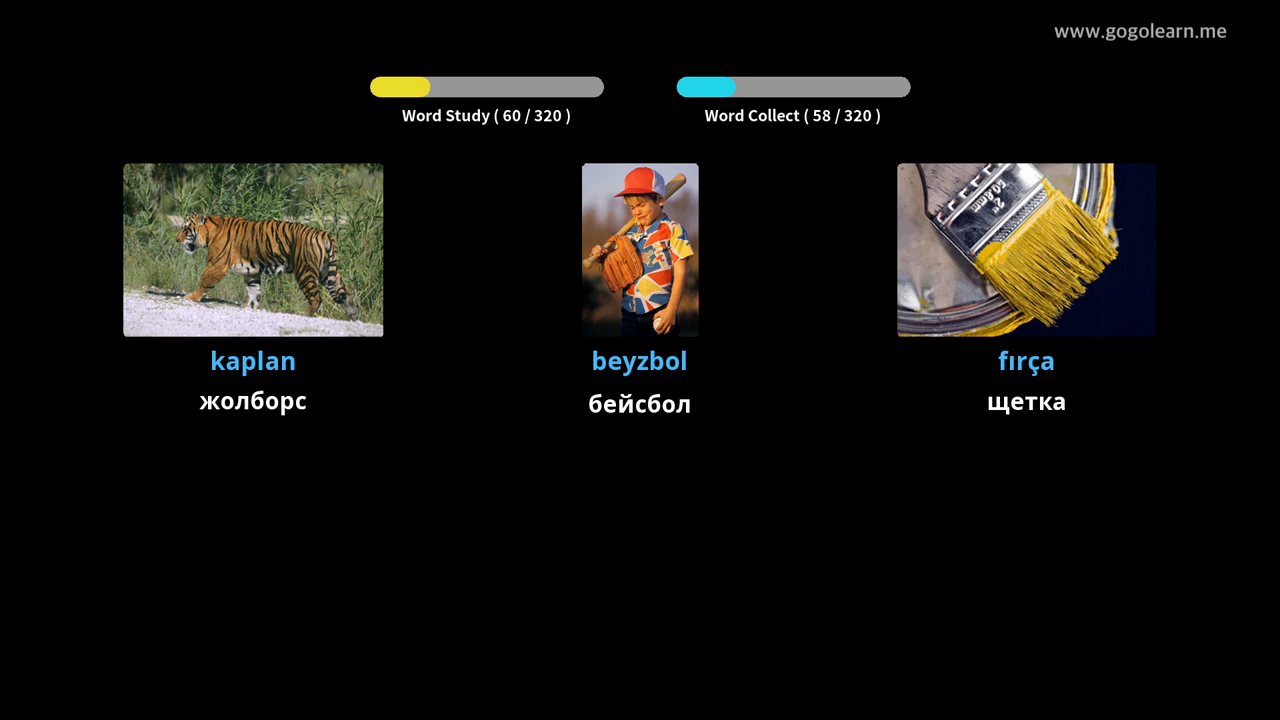 www.gogolearn.me
Word Study ( 60 / 320 )
Word Collect ( 58 / 320 )
kaplan
beyzbol
fırça
жолборс
бейсбол
щетка